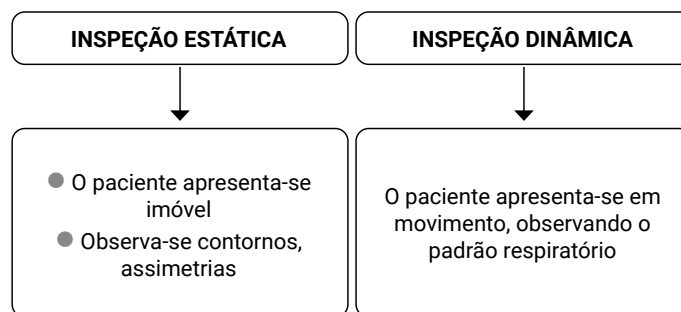 INSPEÇÃO ESTÁTICA
INSPEÇÃO DINÂMICA
O paciente apresenta-se
imóvel
Observa-se contornos,
assimetrias
O paciente apresenta-se em
movimento, observando o
padrão respiratório